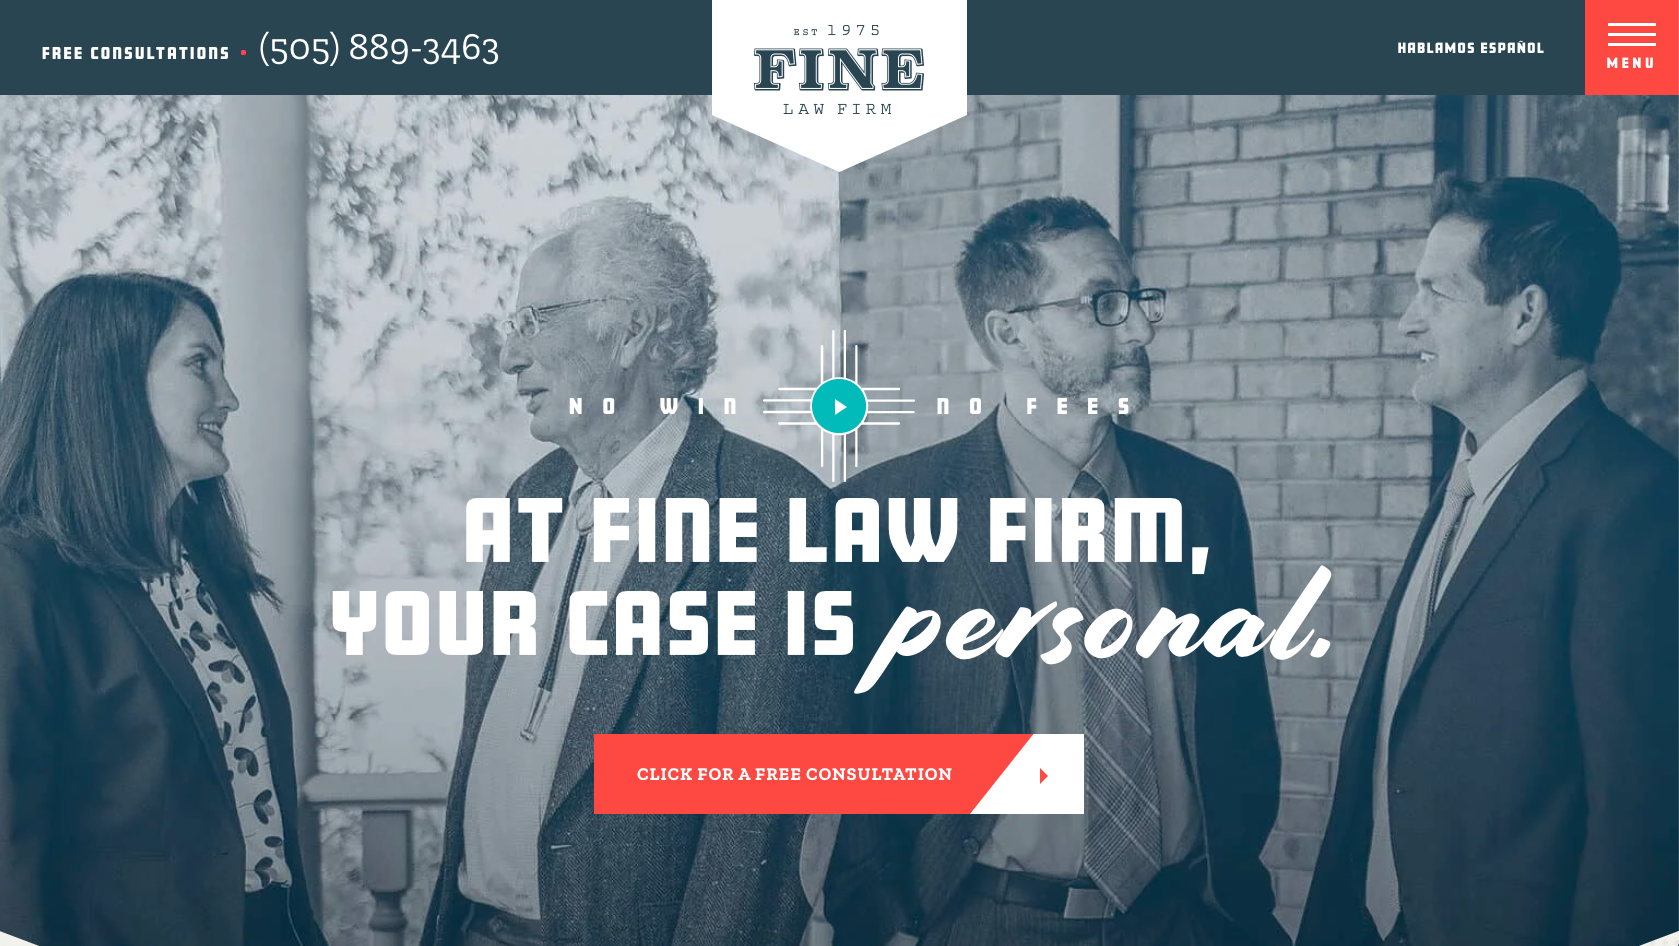 FREE CONSULTATIONS • (505) 889-3463
EST 1975
FINE
LAW FIRM
HABLAMOS ESPAÑOL
MENU
NO WIN NO FEES
AT FINE LAW FIRM,
YOUR CASE IS personal.
CLICK FOR A FREE CONSULTATION